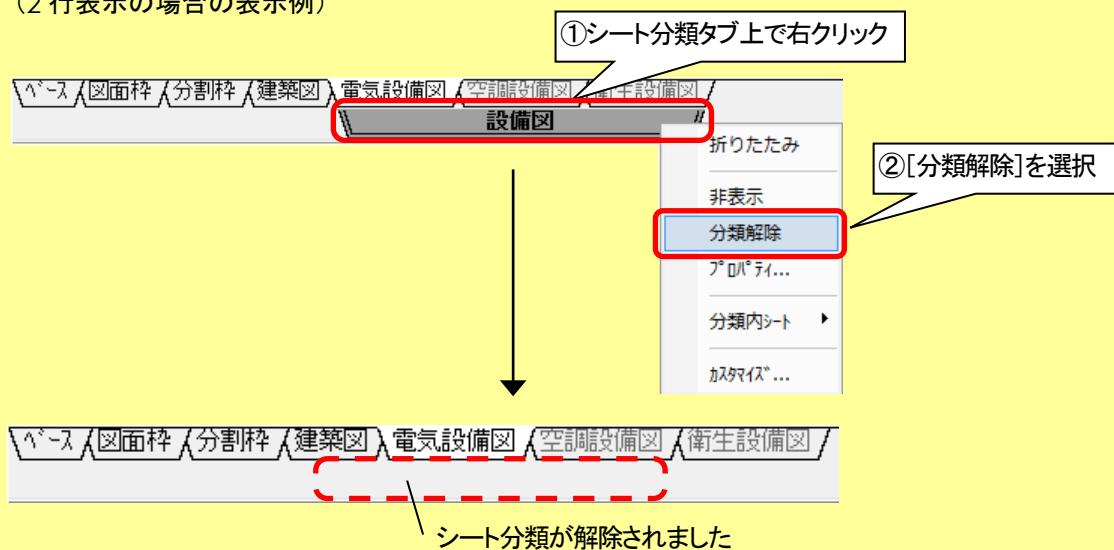 (2行表示の場合の表示例)
①シート分類タブ上で右クリック
ﾍﾞｰｽ 図面枠 分割枠 建築図 電気設備図 空調設備図 衛生設備図
設備図
折りたたみ
②[分類解除]を選択
非表示
分類解除
ﾌﾟﾛﾊﾟﾃｨ...
分類内ｼｰﾄ
ｶｽﾀﾏｲｽﾞ...
ﾍﾞｰｽ 図面枠 分割枠 建築図 電気設備図 空調設備図 衛生設備図
シート分類が解除されました